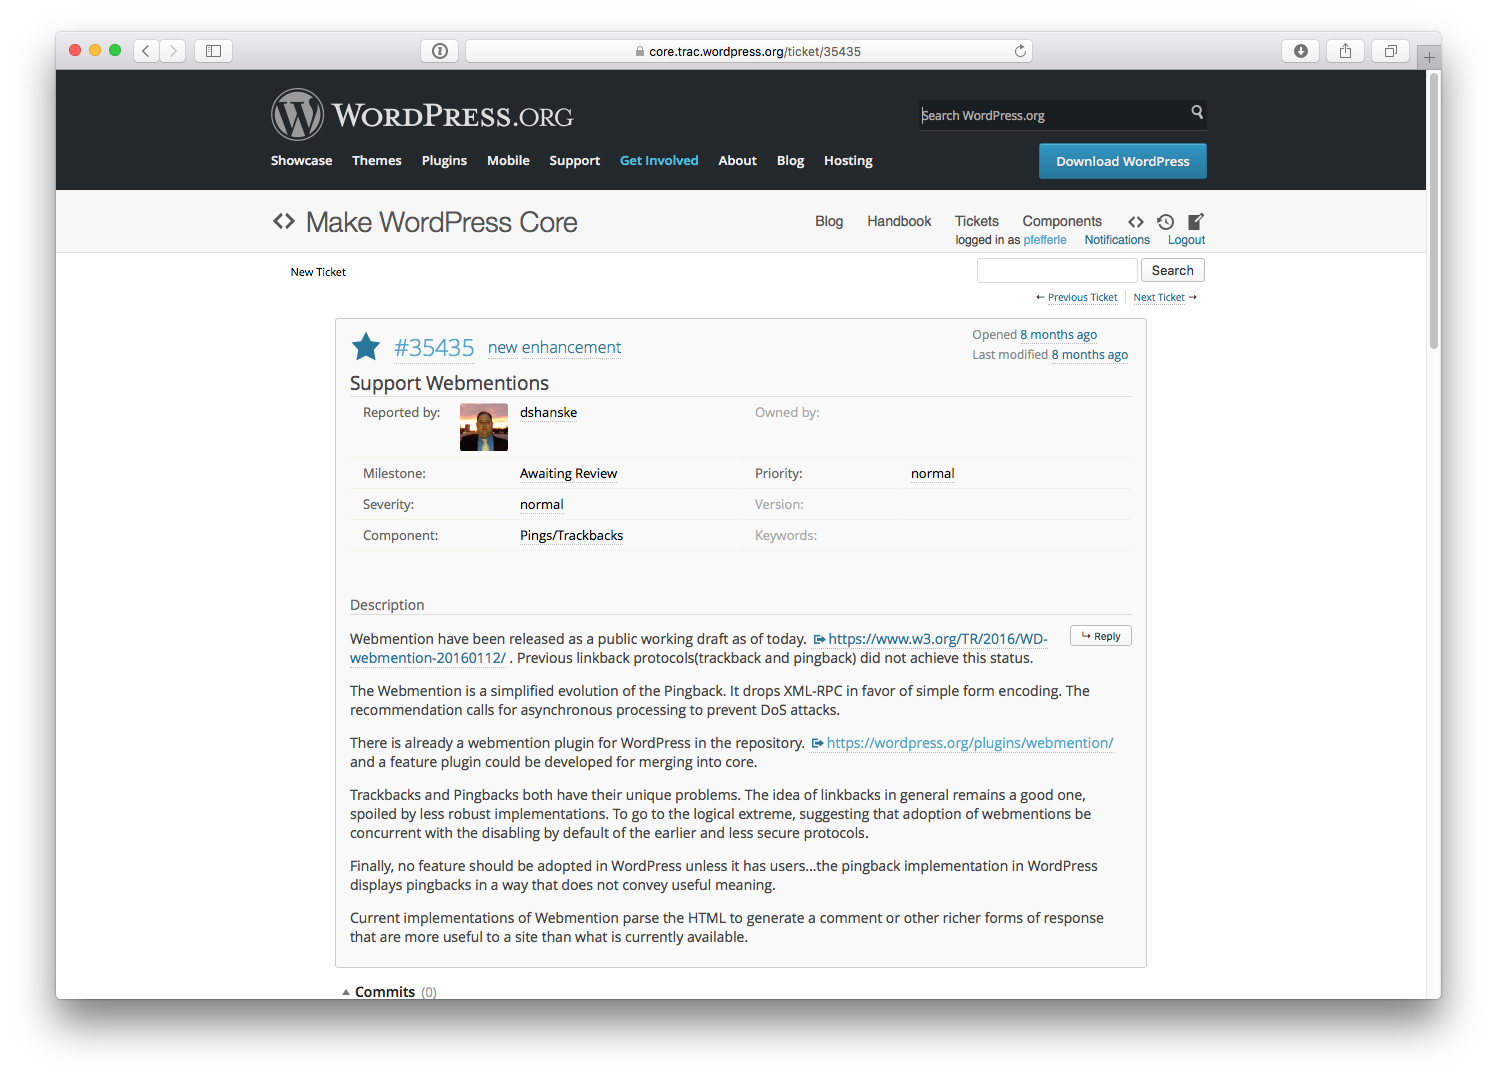 core.trac.wordpress.org/ticket/35435
WORDPRESS.ORG
Search WordPress.org
Showcase Themes Plugins Mobile Support Get Involved About Blog Hosting
Download WordPress
Make WordPress Core
Blog Handbook Tickets Components
logged in as pfefferle Notifications Logout
New Ticket
Search
← Previous Ticket Next Ticket →
#35435 new enhancement
Opened 8 months ago
Last modified 8 months ago
Support Webmentions
Reported by: dshanske Owned by:
Milestone: Awaiting Review Priority: normal
Severity: normal Version:
Component: Pings/Trackbacks Keywords:
Description
Reply
Webmention have been released as a public working draft as of today. https://www.w3.org/TR/2016/WD-
webmention-20160112/ . Previous linkback protocols(trackback and pingback) did not achieve this status.
The Webmention is a simplified evolution of the Pingback. It drops XML-RPC in favor of simple form encoding. The
recommendation calls for asynchronous processing to prevent DoS attacks.
There is already a webmention plugin for WordPress in the repository. https://wordpress.org/plugins/webmention/
and a feature plugin could be developed for merging into core.
Trackbacks and Pingbacks both have their unique problems. The idea of linkbacks in general remains a good one,
spoiled by less robust implementations. To go to the logical extreme, suggesting that adoption of webmentions be
concurrent with the disabling by default of the earlier and less secure protocols.
Finally, no feature should be adopted in WordPress unless it has users...the pingback implementation in WordPress
displays pingbacks in a way that does not convey useful meaning.
Current implementations of Webmention parse the HTML to generate a comment or other richer forms of response
that are more useful to a site than what is currently available.
Commits (0)